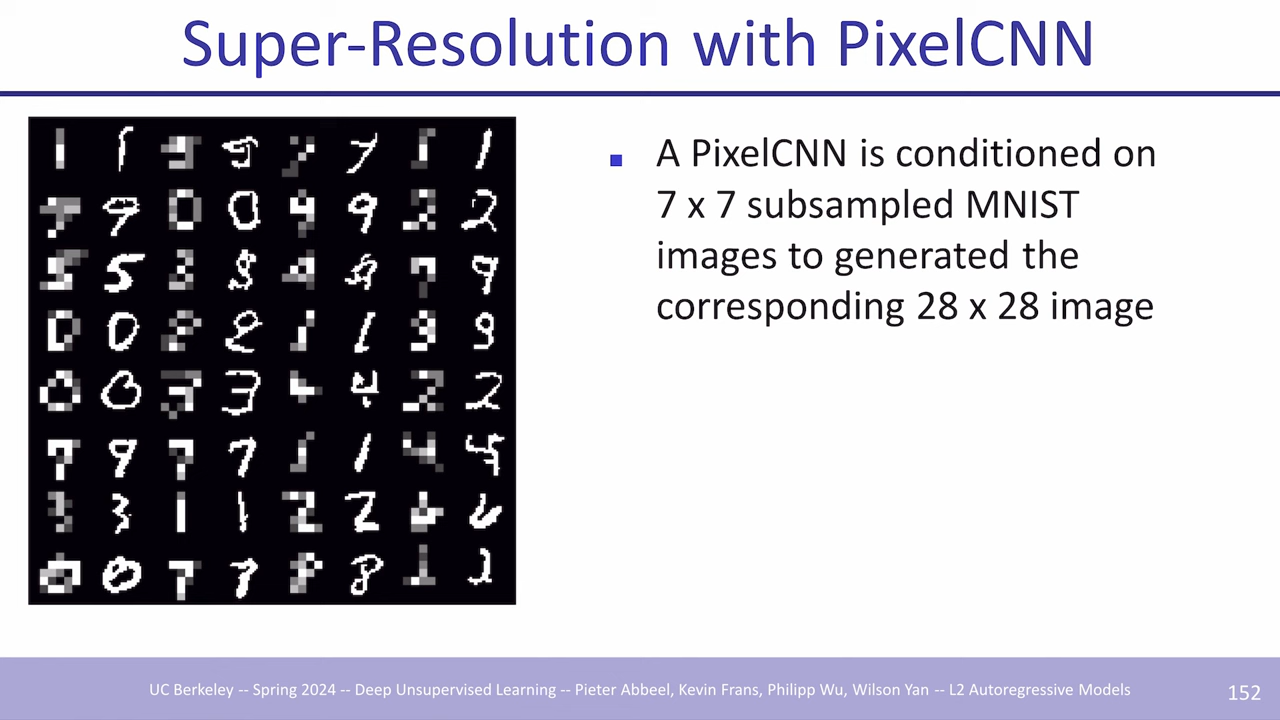 Super-Resolution with PixelCNN
A PixelCNN is conditioned on
7 x 7 subsampled MNIST
images to generated the
corresponding 28 x 28 image
UC Berkeley -- Spring 2024 -- Deep Unsupervised Learning -- Pieter Abbeel, Kevin Frans, Philipp Wu, Wilson Yan -- L2 Autoregressive Models
152